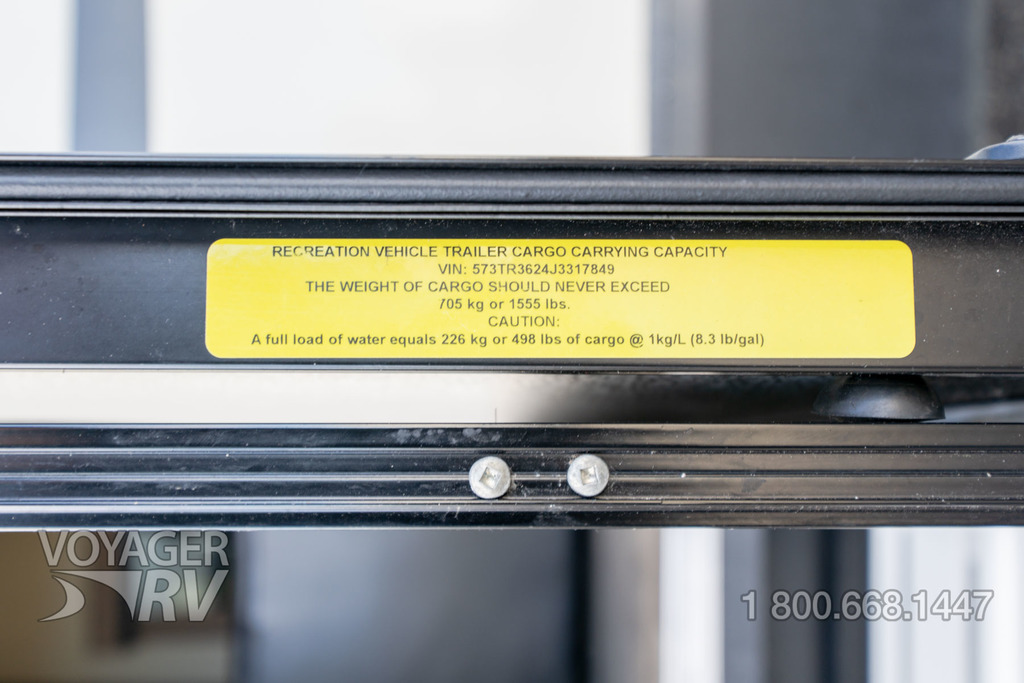 RECREATION VEHICLE TRAILER CARGO CARRYING CAPACITY
VIN: 573TR3624J3317849
THE WEIGHT OF CARGO SHOULD NEVER EXCEED
705 kg or 1555 lbs.
CAUTION:
A full load of water equals 226 kg or 498 lbs of cargo @ 1kg/L (8.3 lb/gal)
VOYAGER
RV
1 800.668.1447